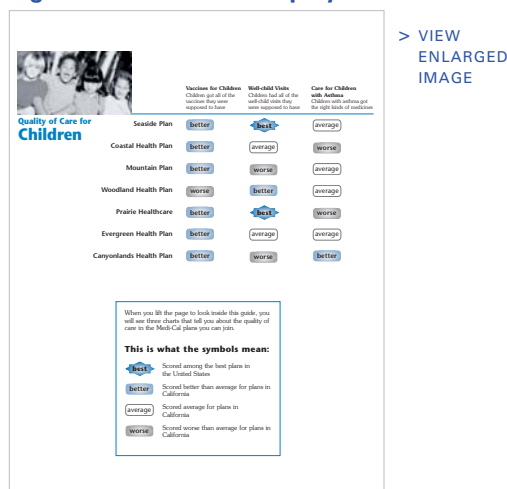 > VIEW
ENLARGED
IMAGE
Vaccines for Children
Children got all of the
vaccines they were
supposed to have
Well-child Visits
Children had all of the
well-child visits they
were supposed to have
Care for Children
with Asthma
Children with asthma got
the right kinds of medicines
Quality of Care for
Children
Seaside Plan better best average
Coastal Health Plan better average worse
Mountain Plan better worse average
Woodland Health Plan worse better average
Prairie Healthcare better best worse
Evergreen Health Plan better average average
Canyonlands Health Plan better worse better
When you lift the page to look inside this guide, you
will see three charts that tell you about the quality of
care in the Medi-Cal plans you can join.
This is what the symbols mean:
best Scored among the best plans in
the United States
better Scored better than average for plans in
California
average Scored average for plans in
California
worse Scored worse than average for plans in
California